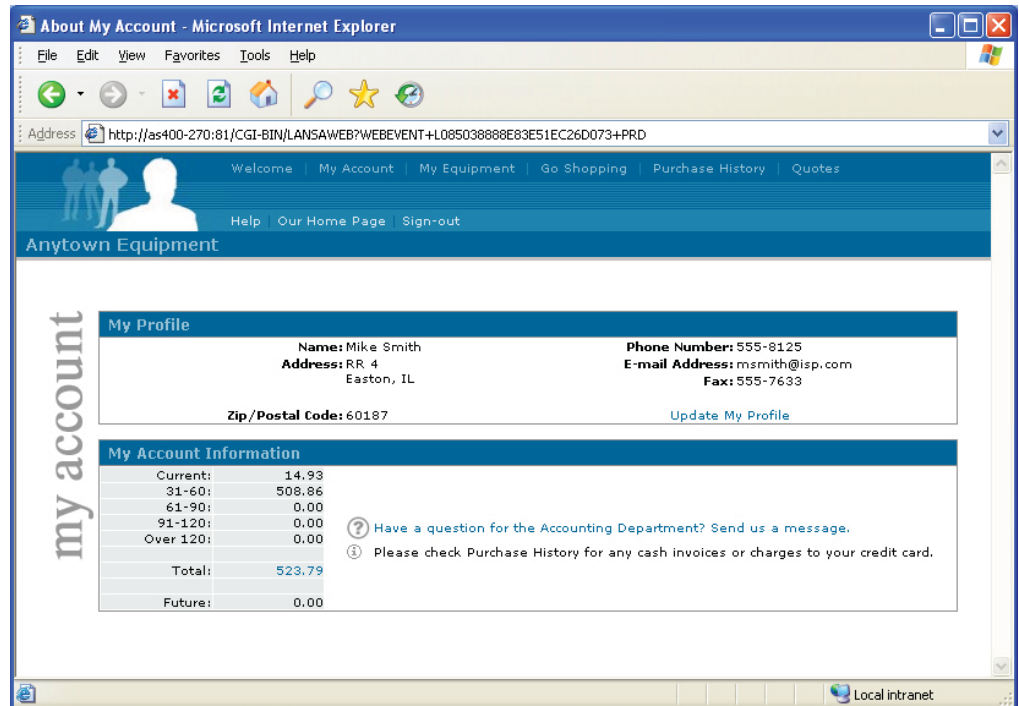 About My Account - Microsoft Internet Explorer
File Edit View Favorites Tools Help
Address http://as400-270:81/CGI-BIN/LANSAWEB?WEBEVENT+L085038888E83E51EC26D073+PRD
Welcome | My Account | My Equipment | Go Shopping | Purchase History | Quotes
Help | Our Home Page | Sign-out
Anytown Equipment
my account
My Profile
Name: Mike Smith Phone Number: 555-8125
Address: RR 4 E-mail Address: msmith@isp.com
Easton, IL Fax: 555-7633
Zip/Postal Code: 60187 Update My Profile
My Account Information
Current: 14.93
31-60: 508.86
61-90: 0.00
91-120: 0.00
Over 120: 0.00
Total: 523.79
Future: 0.00
Have a question for the Accounting Department? Send us a message.
Please check Purchase History for any cash invoices or charges to your credit card.
Local intranet